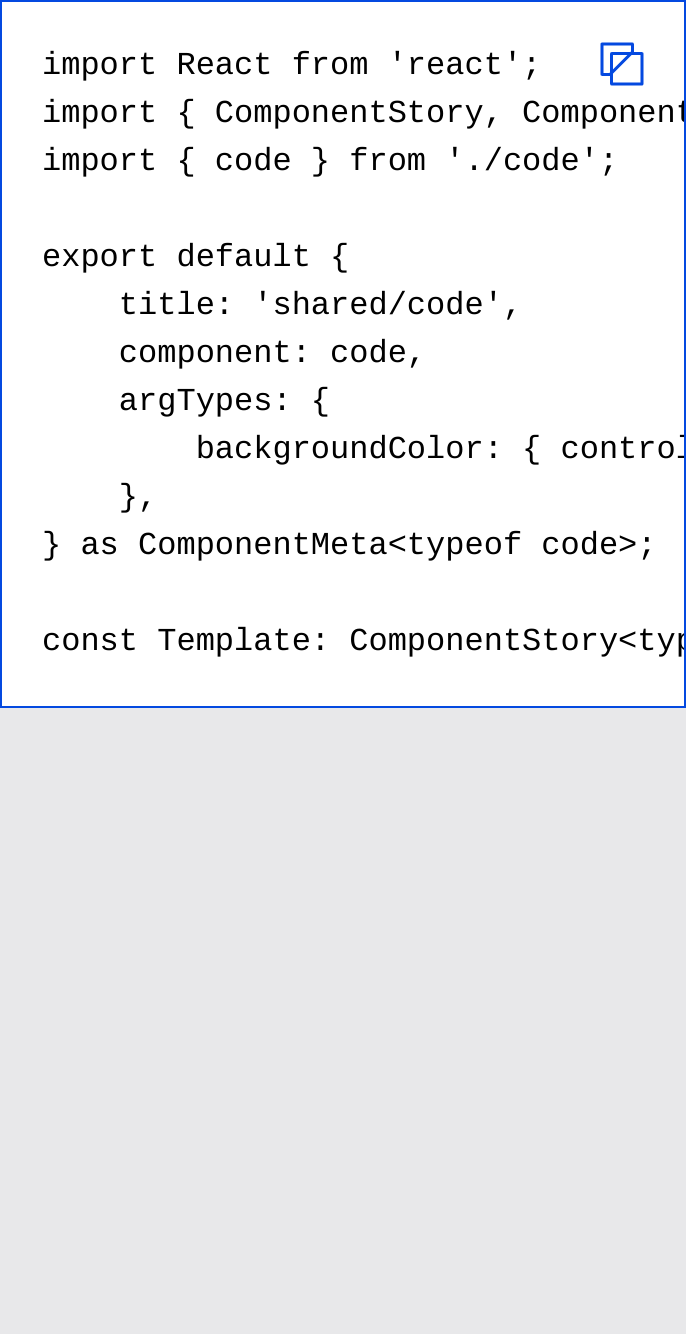 import React from 'react';
import { ComponentStory, Component
import { code } from './code';
export default {
title: 'shared/code',
component: code,
argTypes: {
backgroundColor: { control
},
} as ComponentMeta<typeof code>;
const Template: ComponentStory<typ